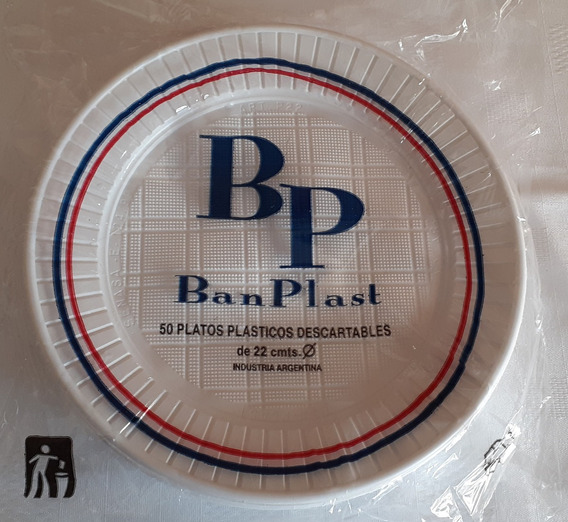 BP
BanPlast
50 PLATOS PLASTICOS DESCARTABLES
de 22 cmts.Ø
INDUSTRIA ARGENTINA